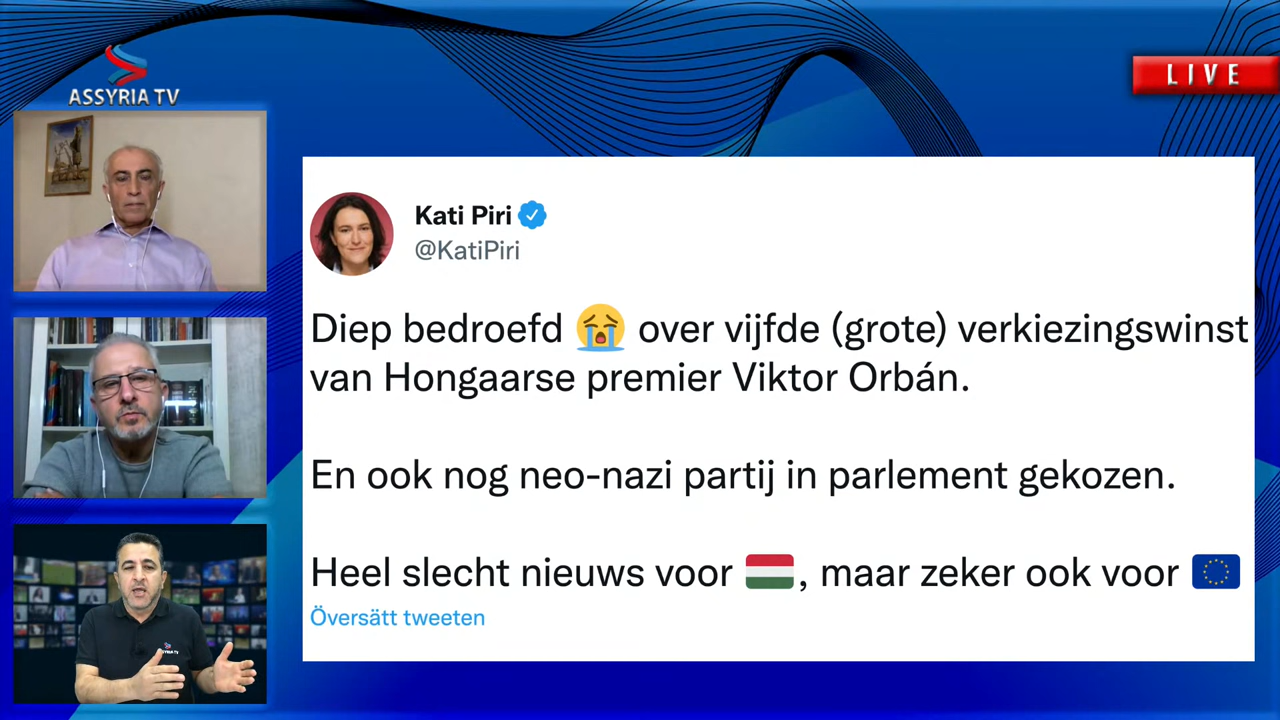 ASSYRIA TV
LIVE
Kati Piri
@KatiPiri
Diep bedroefd 😭 over vijfde (grote) verkiezingswinst
van Hongaarse premier Viktor Orbán.
En ook nog neo-nazi partij in parlement gekozen.
Heel slecht nieuws voor 🇭🇺, maar zeker ook voor 🇪🇺
Översätt tweeten